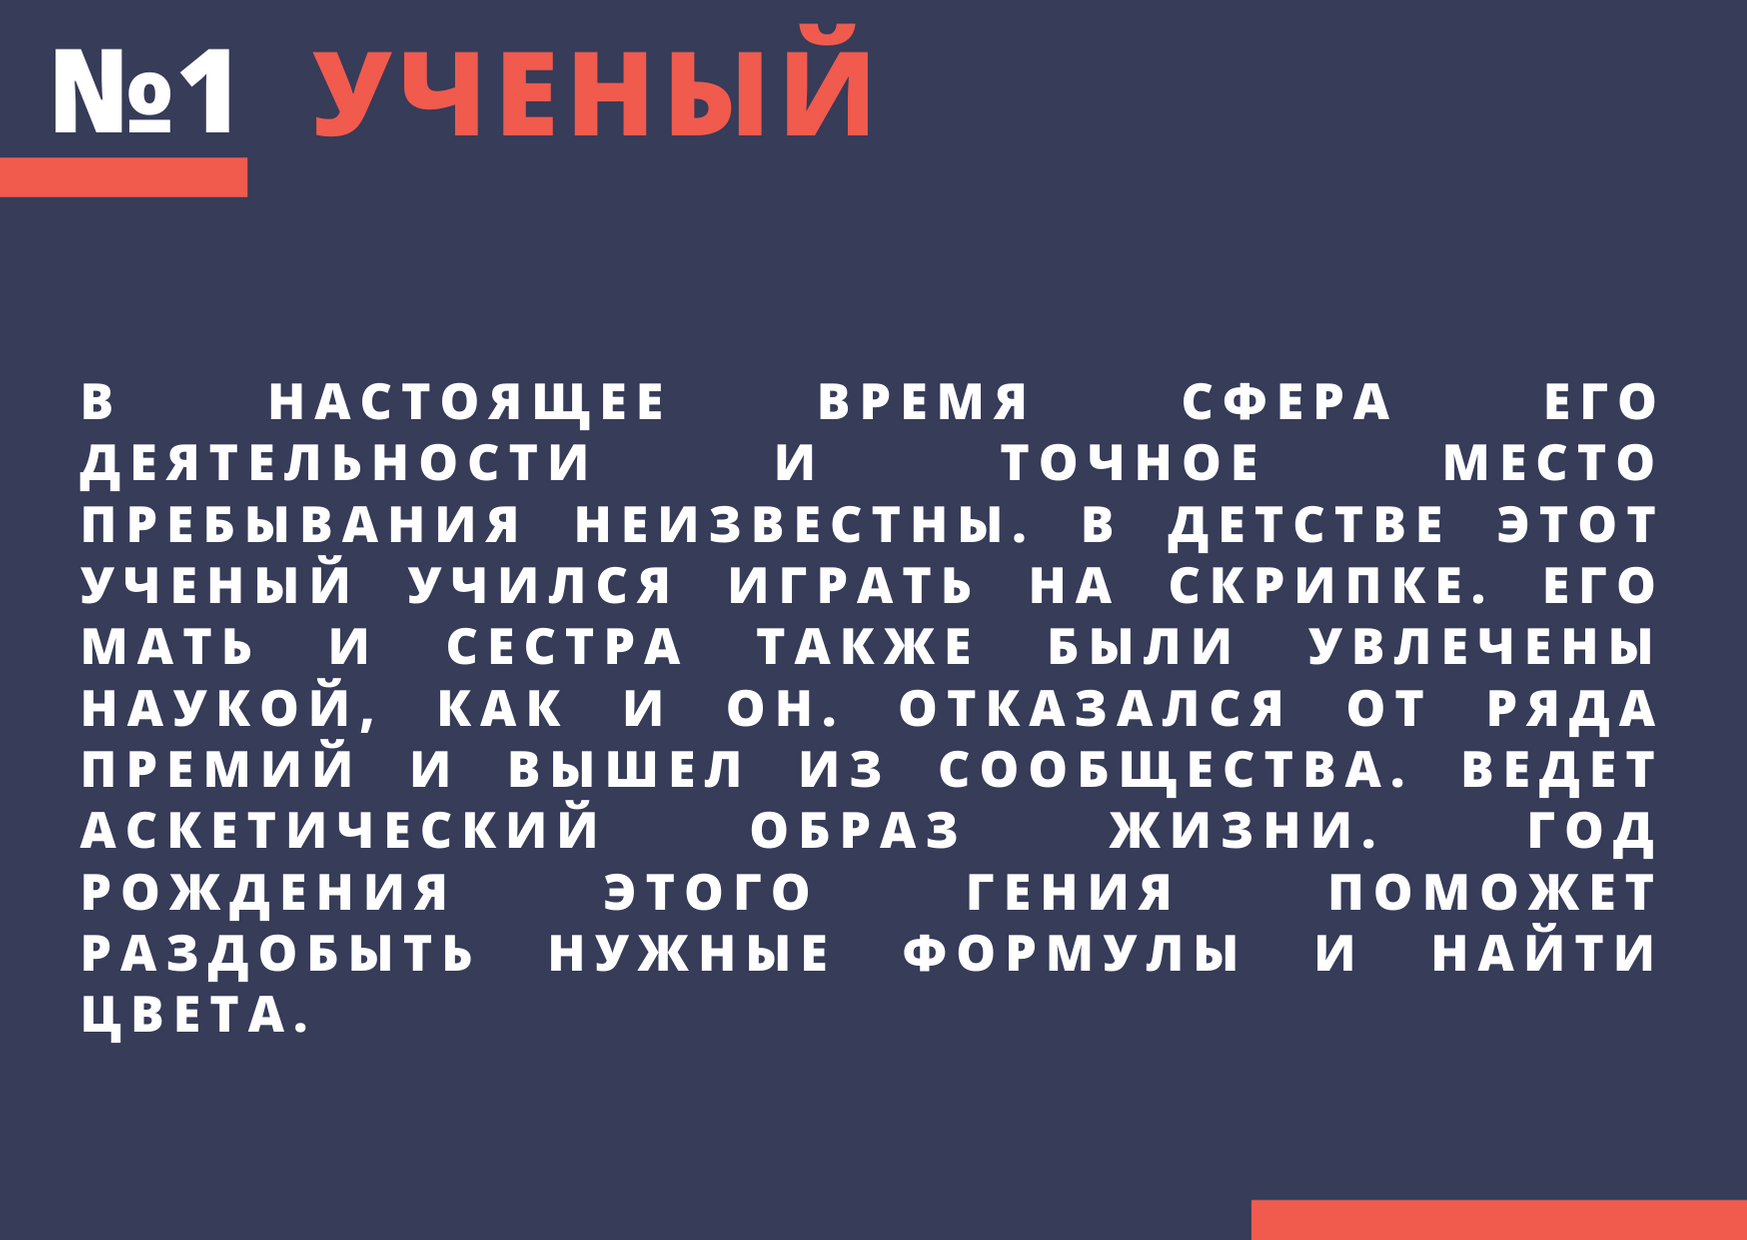 №1 УЧЕНЫЙ
В НАСТОЯЩЕЕ ВРЕМЯ СФЕРА ЕГО
ДЕЯТЕЛЬНОСТИ И ТОЧНОЕ МЕСТО
ПРЕБЫВАНИЯ НЕИЗВЕСТНЫ. В ДЕТСТВЕ ЭТОТ
УЧЕНЫЙ УЧИЛСЯ ИГРАТЬ НА СКРИПКЕ. ЕГО
МАТЬ И СЕСТРА ТАКЖЕ БЫЛИ УВЛЕЧЕНЫ
НАУКОЙ, КАК И ОН. ОТКАЗАЛСЯ ОТ РЯДА
ПРЕМИЙ И ВЫШЕЛ ИЗ СООБЩЕСТВА. ВЕДЕТ
АСКЕТИЧЕСКИЙ ОБРАЗ ЖИЗНИ. ГОД
РОЖДЕНИЯ ЭТОГО ГЕНИЯ ПОМОЖЕТ
РАЗДОБЫТЬ НУЖНЫЕ ФОРМУЛЫ И НАЙТИ
ЦВЕТА.